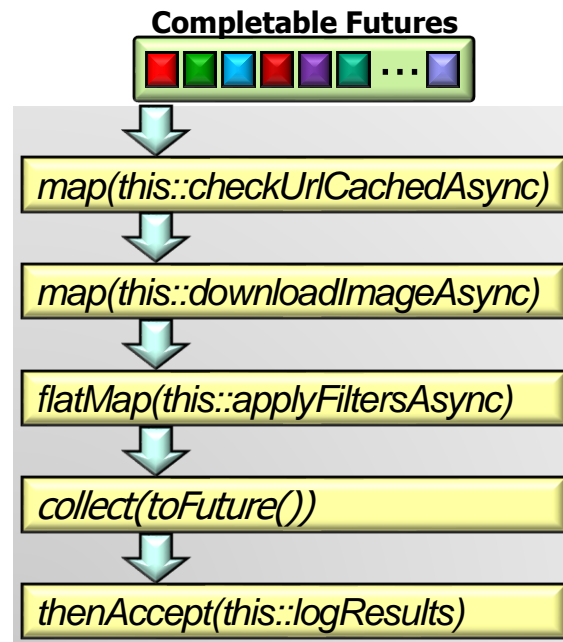 Completable Futures
...
map(this::checkUrlCachedAsync)
map(this::downloadImageAsync)
flatMap(this::applyFiltersAsync)
collect(toFuture())
thenAccept(this::logResults)